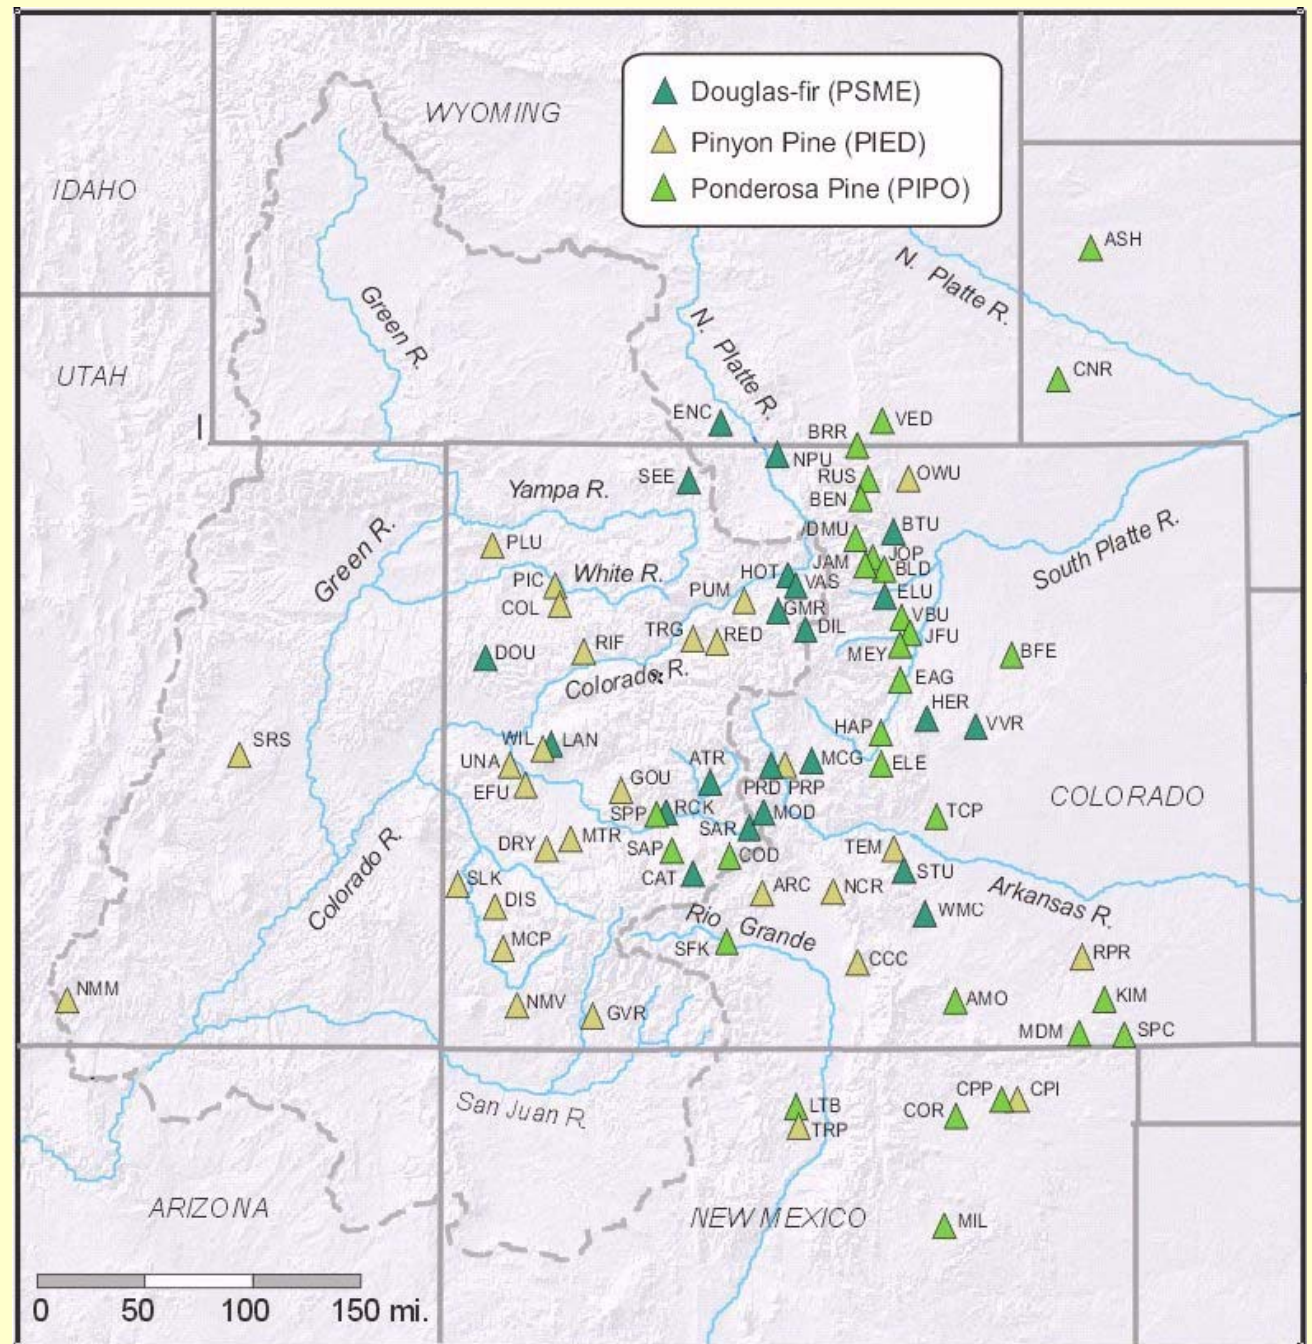 WYOMING
Douglas-fir (PSME)
Pinyon Pine (PIED)
Ponderosa Pine (PIPO)
IDAHO
ASH
N. Platte R.
Green R.
N. Platte R.
UTAH
CNR
ENC
VED
BRR
NPU
SEE
RUS
OWU
Yampa R.
BEN
BTU
DMU
South Platte R.
Green R.
PLU
JOP
JAM
BLD
HOT
VAS
PIC
White R.
PUM
ELU
COL
GMR
VBU
DIL
TRG
RED
JFU
RIF
MEY
BFE
DOU
Colorado R.
EAG
HER
HAP
VVR
SRS
WIL
LAN
UNA
ATR
MCG
ELE
EFU
GOU
PRD
PRP
COLORADO
SPP
RCK
MOD
TCP
SAR
DRY
MTR
SAP
COD
TEM
Colorado R.
CAT
STU
SLK
ARC
NCR
Arkansas R.
DIS
WMC
Rio Grande
MCP
SFK
CCC
RPR
NMM
NMV
GVR
AMO
KIM
MDM
SPC
San Juan R.
LTB
COR
CPP
CPI
TRP
ARIZONA
NEW MEXICO
MIL
0 50 100 150 mi.